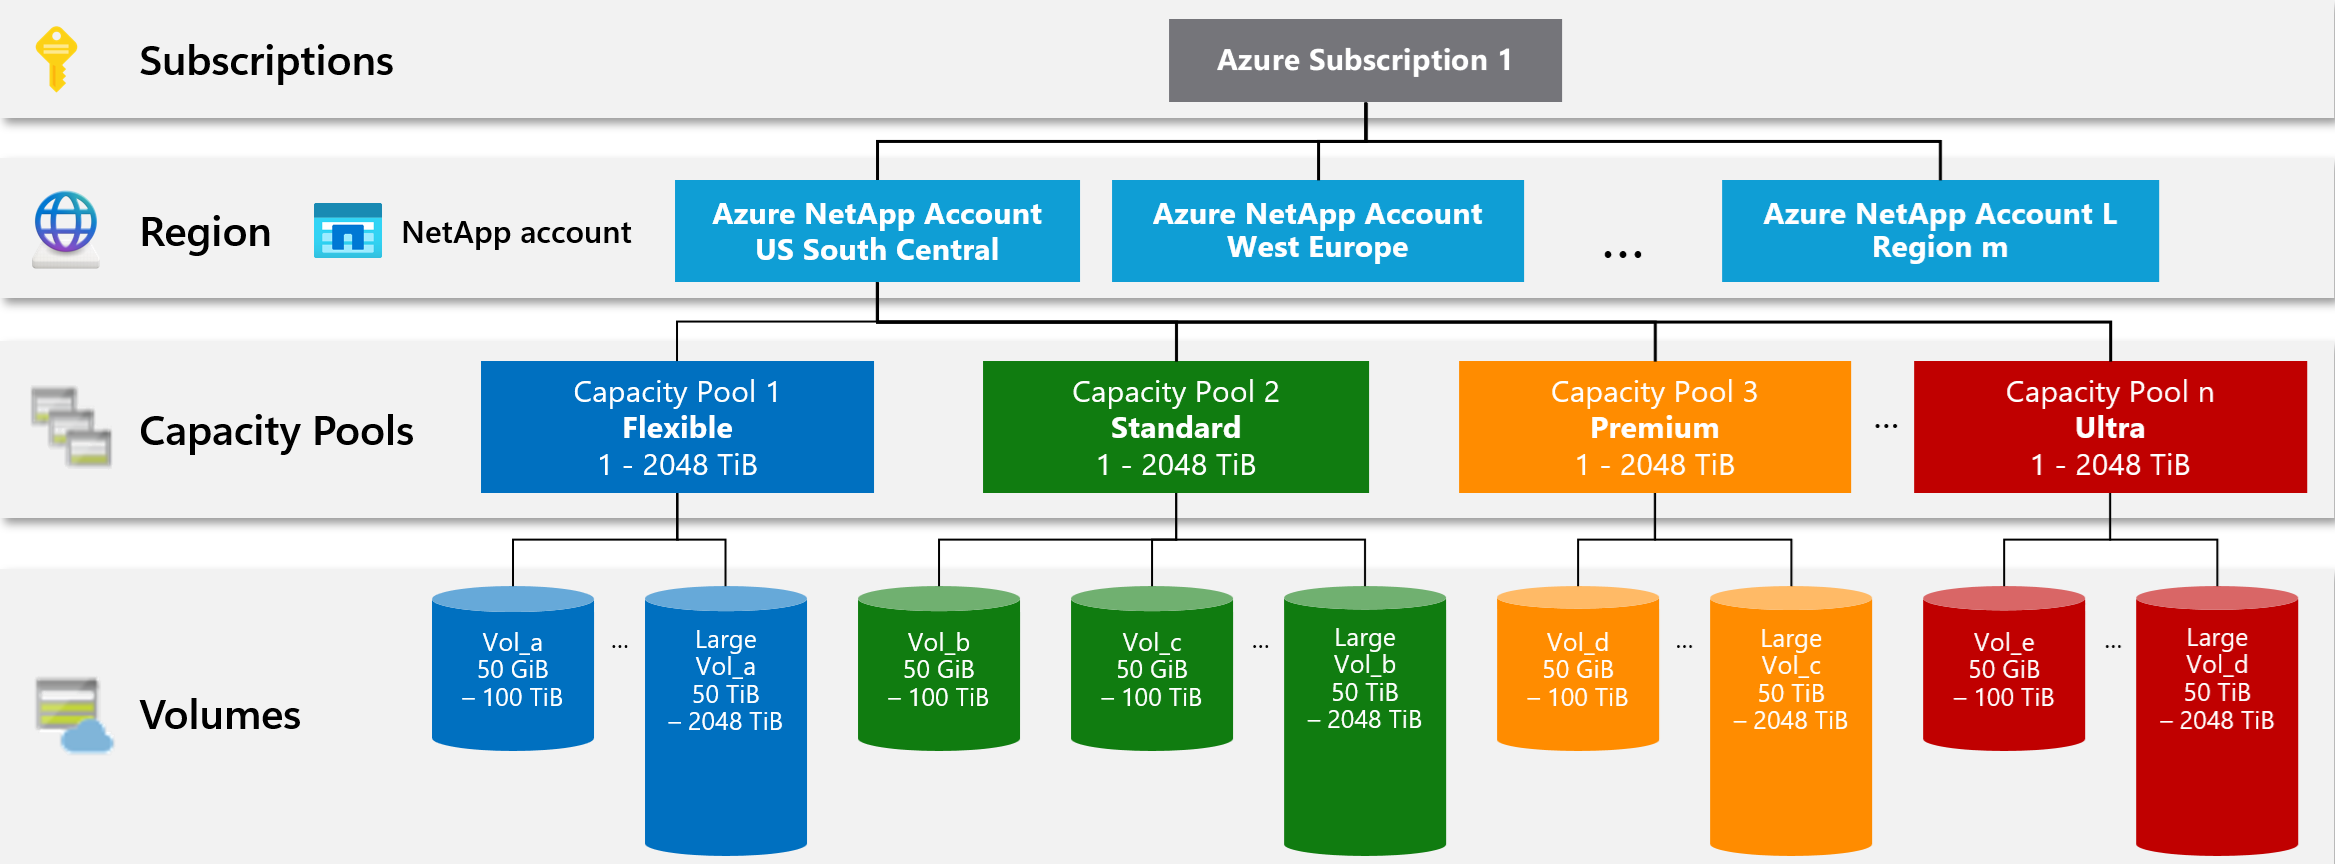 Subscriptions
Azure Subscription 1
Region
NetApp account
Azure NetApp Account
US South Central
Azure NetApp Account
West Europe
...
Azure NetApp Account L
Region m
Capacity Pools
Capacity Pool 1
Flexible
1 - 2048 TiB
Capacity Pool 2
Standard
1 - 2048 TiB
Capacity Pool 3
Premium
1 - 2048 TiB
...
Capacity Pool n
Ultra
1 - 2048 TiB
Volumes
Vol_a
50 GiB
– 100 TiB
...
Large
Vol_a
50 TiB
– 2048 TiB
Vol_b
50 GiB
– 100 TiB
Vol_c
50 GiB
– 100 TiB
...
Large
Vol_b
50 TiB
– 2048 TiB
Vol_d
50 GiB
– 100 TiB
...
Large
Vol_c
50 TiB
– 2048 TiB
Vol_e
50 GiB
– 100 TiB
...
Large
Vol_d
50 TiB
– 2048 TiB